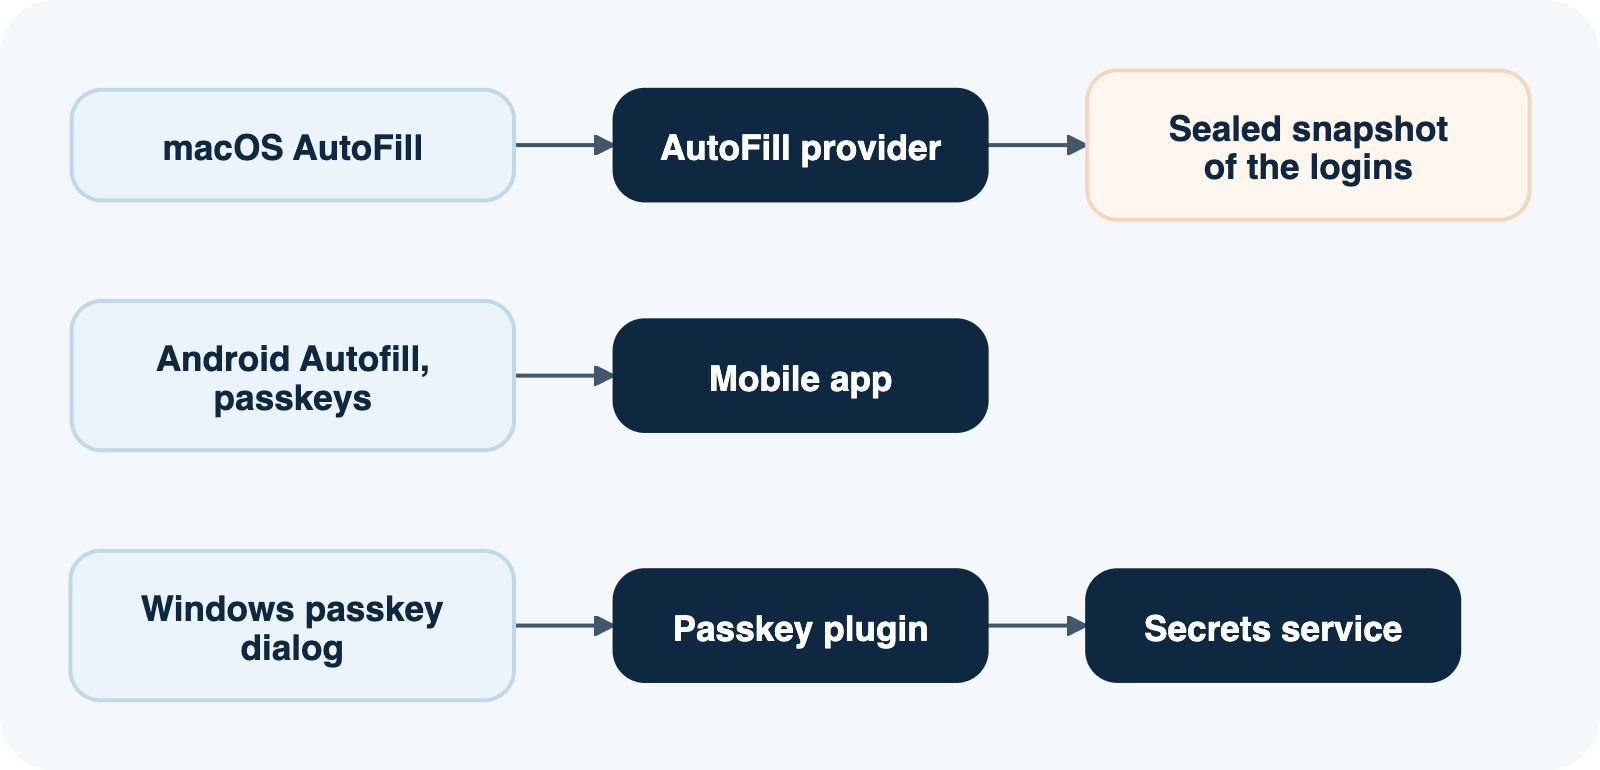 macOS AutoFill
AutoFill provider
Sealed snapshot
of the logins
Android Autofill,
passkeys
Mobile app
Windows passkey
dialog
Passkey plugin
Secrets service